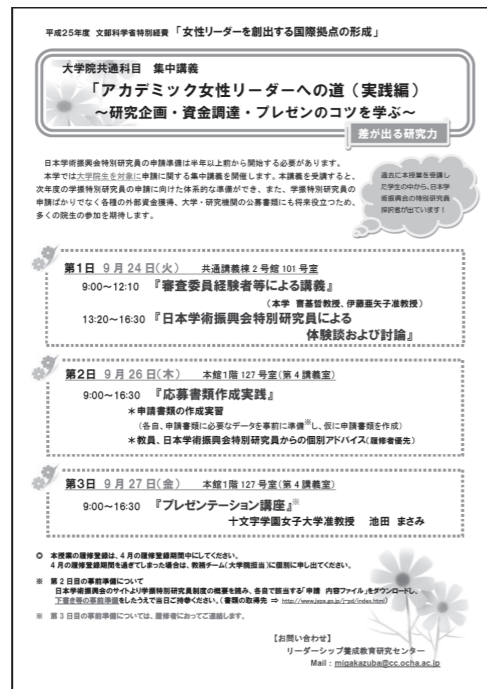 平成25年度 文部科学省特別経費 「女性リーダーを創出する国際拠点の形成」
大学院共通科目 集中講義
「アカデミック女性リーダーへの道（実践編）
～研究企画・資金調達・プレゼンのコツを学ぶ～
差が出る研究力
日本学術振興会特別研究員の申請準備は半年以上前から開始する必要があります。
本学では大学院生を対象に申請に関する集中講義を開催します。本講義を受講すると、
次年度の学振特別研究員の申請に向けた体系的な準備ができ、また、学振特別研究員の
申請ばかりでなく各種の外部資金獲得、大学・研究機関の公募書類にも将来役立つため、
多くの院生の参加を期待します。
過去に本授業を受講し
た学生の中から、日本学
術振興会の特別研究員
採択者が出ています！
第1日 9月24日(火) 共通講義棟2号館101号室
9:00～12:10 『審査委員経験者等による講義』
（本学 曹基哲教授、伊藤亜矢子准教授）
13:20～16:30 『日本学術振興会特別研究員による
体験談および討論』
第2日 9月26日(木) 本館1階127号室（第4講義室）
9:00～16:30 『応募書類作成実践』
＊申請書類の作成実習
（各自、申請書類に必要なデータを事前に準備※し、仮に申請書類を作成）
＊教員、日本学術振興会特別研究員からの個別アドバイス（履修者優先）
第3日 9月27日(金) 本館1階127号室（第4講義室）
9:00～16:30 『プレゼンテーション講座』※
十文字学園女子大学准教授 池田 まさみ
◎ 本授業の履修登録は、4月の履修登録期間中にしてください。
4月の履修登録期間を過ぎてしまった場合は、教務チーム（大学院担当）に個別に申し出てください。
※ 第2日目の事前準備について
日本学術振興会のサイトより学振特別研究員制度の概要を読み、各自で該当する「申請 内容ファイル」をダウンロードし、
下書き等の事前準備をしたうえで当日ご持参ください。（書類の取得先 ⇒ http://www.jsps.go.jp/j-pd/index.html）
※ 第3日目の事前準備については、履修者におってご連絡します。
【お問い合わせ】
リーダーシップ養成教育研究センター
Mail：migakazuba@cc.ocha.ac.jp